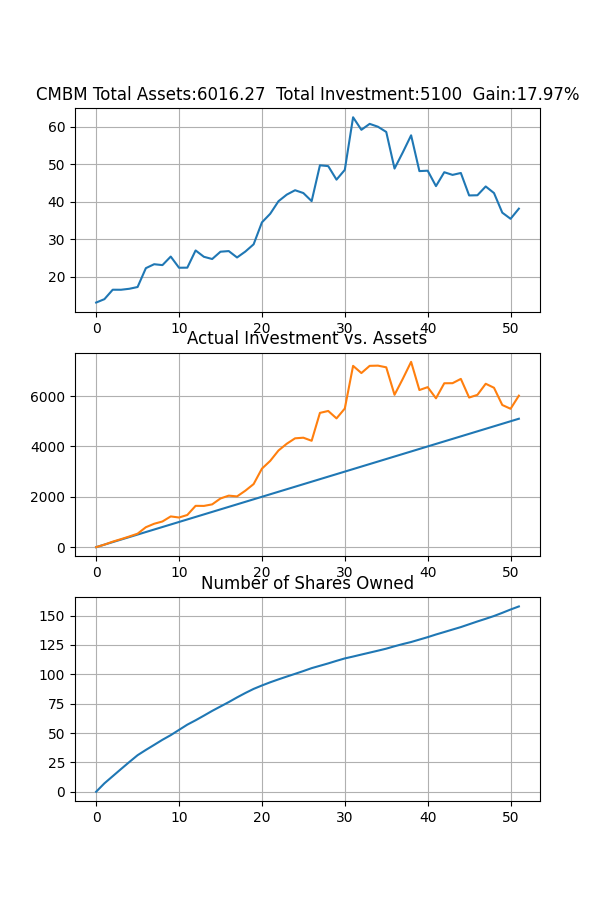 CMBM Total Assets:6016.27  Total Investment:5100  Gain:17.97%
60
50
40
30
20
0 10 20 30 40 50
Actual Investment vs. Assets
6000
4000
2000
0
0 10 20 30 40 50
Number of Shares Owned
150
125
100
75
50
25
0
0 10 20 30 40 50